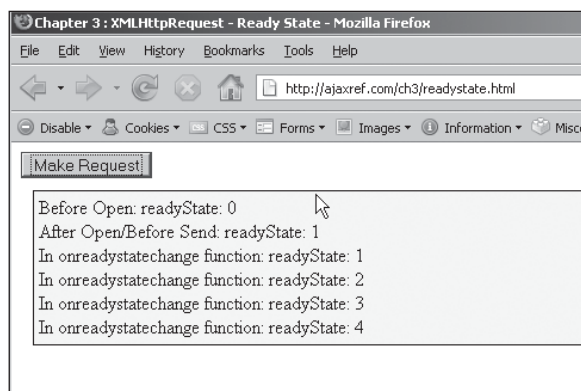 Chapter 3 : XMLHttpRequest - Ready State - Mozilla Firefox
File Edit View History Bookmarks Tools Help
http://ajaxref.com/ch3/readystate.html
Disable Cookies CSS Forms Images Information Misc
Make Request
Before Open: readyState: 0
After Open/Before Send: readyState: 1
In onreadystatechange function: readyState: 1
In onreadystatechange function: readyState: 2
In onreadystatechange function: readyState: 3
In onreadystatechange function: readyState: 4